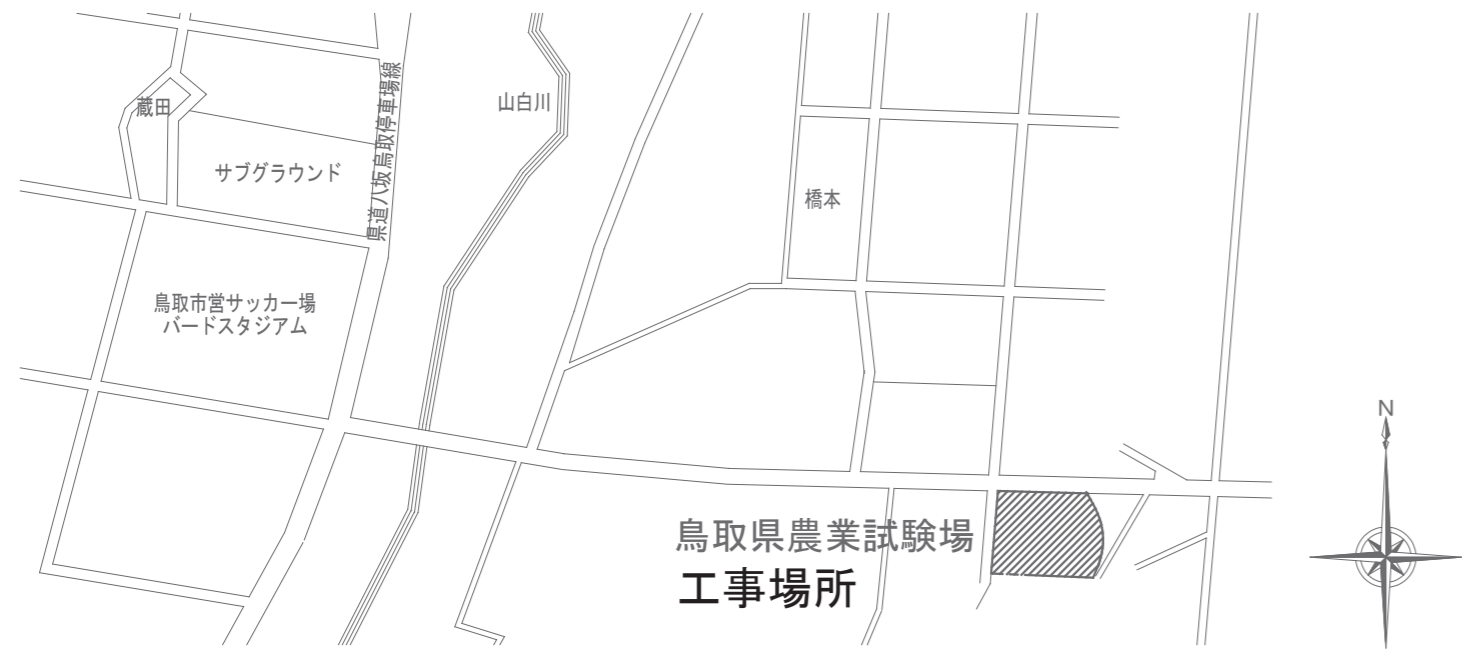 蔵田
県道八坂鳥取停車場線
山白川
サブグラウンド
橋本
鳥取市営サッカー場
バードスタジアム
N
鳥取県農業試験場
工事場所